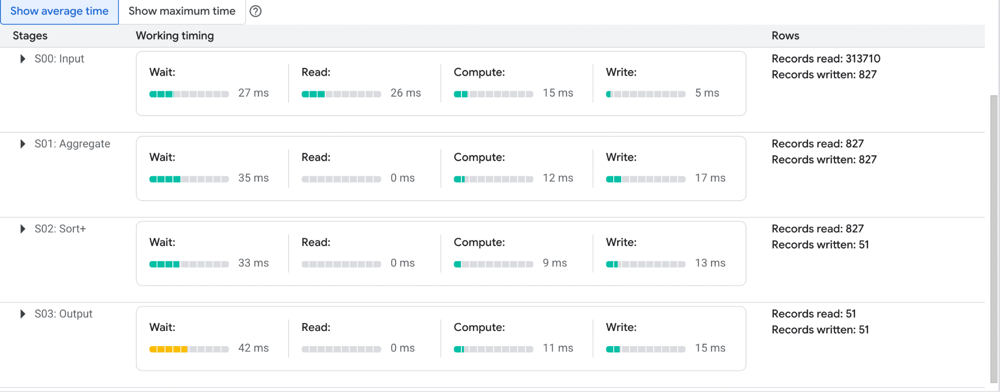 Show average time Show maximum time ?
Stages Working timing Rows
S00: Input
Wait: Read: Compute: Write:
27 ms 26 ms 15 ms 5 ms
Records read: 313710
Records written: 827
S01: Aggregate
Wait: Read: Compute: Write:
35 ms 0 ms 12 ms 17 ms
Records read: 827
Records written: 827
S02: Sort+
Wait: Read: Compute: Write:
33 ms 0 ms 9 ms 13 ms
Records read: 827
Records written: 51
S03: Output
Wait: Read: Compute: Write:
42 ms 0 ms 11 ms 15 ms
Records read: 51
Records written: 51